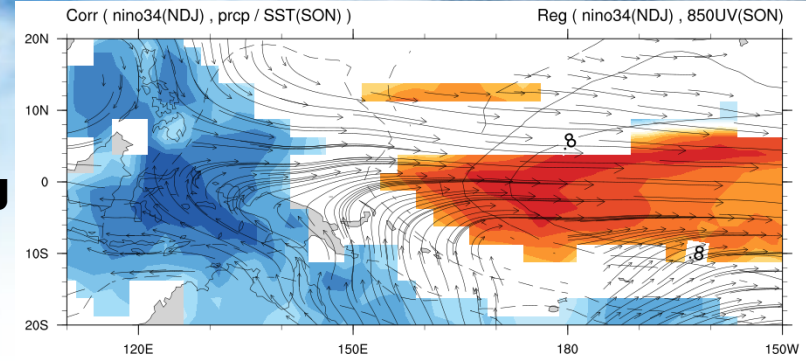 Corr ( nino34(NDJ) , prcp / SST(SON) )
Reg ( nino34(NDJ) , 850UV(SON)
20N
10N
0
10S
20S
.8
.8
120E
150E
180
150W